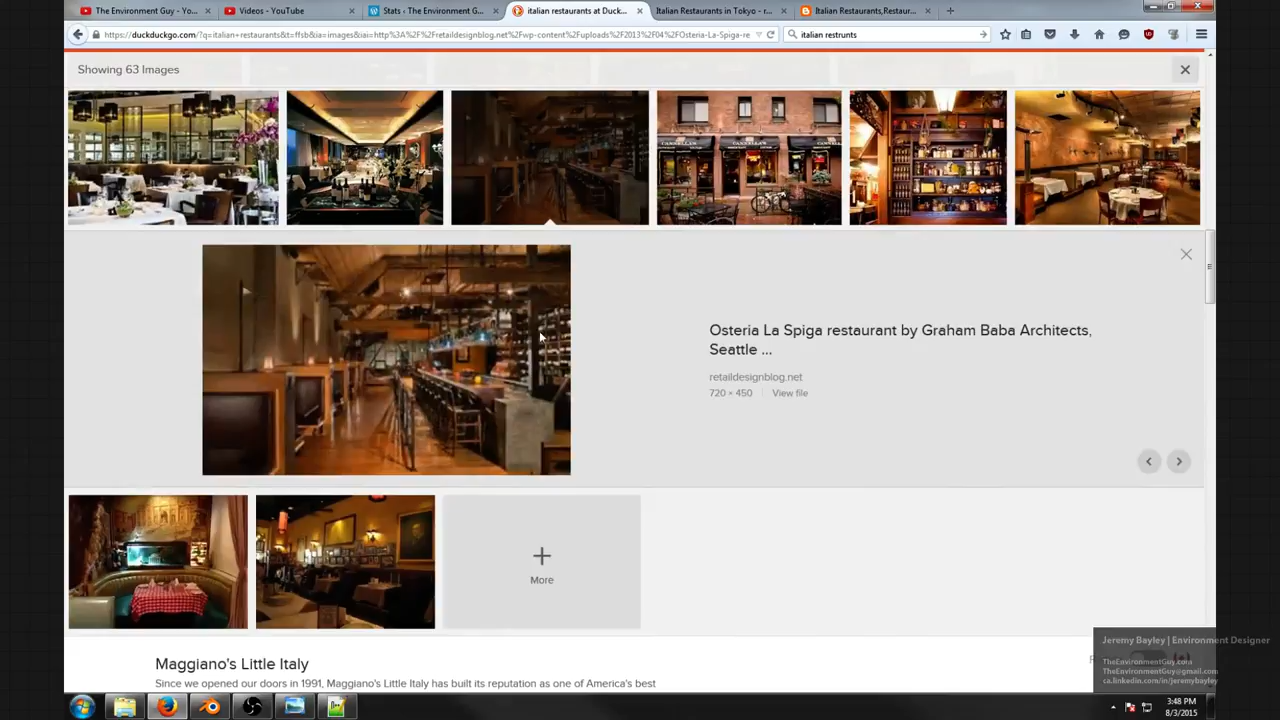 The Environment Guy - Yo...
Videos - YouTube
Stats ‹ The Environment G...
italian restaurants at Duck...
Italian Restaurants in Tokyo - r...
Italian Restaurants,Restaur...
https://duckduckgo.com/?q=italian+restaurants&t=ffsb&ia=images&iai=http%3A%2F%2Fretaildesignblog.net%2Fwp-content%2Fuploads%2F2013%2F04%2FOsteria-La-Spiga-re
italian restrunts
Showing 63 Images
Osteria La Spiga restaurant by Graham Baba Architects,
Seattle ...
retaildesignblog.net
720 × 450 View file
More
Maggiano's Little Italy
Since we opened our doors in 1991, Maggiano's Little Italy has built its reputation as one of America's best
Jeremy Bayley | Environment Designer
TheEnvironmentGuy.com
TheEnvironmentGuy@gmail.com
ca.linkedin.com/in/jeremybayley
3:48 PM
8/3/2015